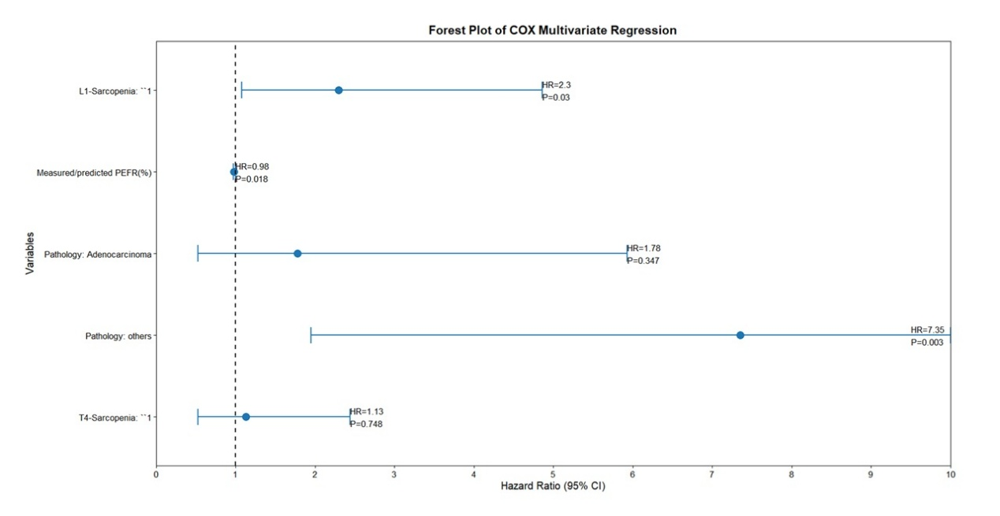 Forest Plot of COX Multivariate Regression
L1-Sarcopenia: ``1
HR=2.3
P=0.03
Measured/predicted PEFR(%)
HR=0.98
P=0.018
Variables
Pathology: Adenocarcinoma
HR=1.78
P=0.347
Pathology: others
HR=7.35
P=0.003
T4-Sarcopenia: ``1
HR=1.13
P=0.748
0 1 2 3 4 5 6 7 8 9 10
Hazard Ratio (95% CI)